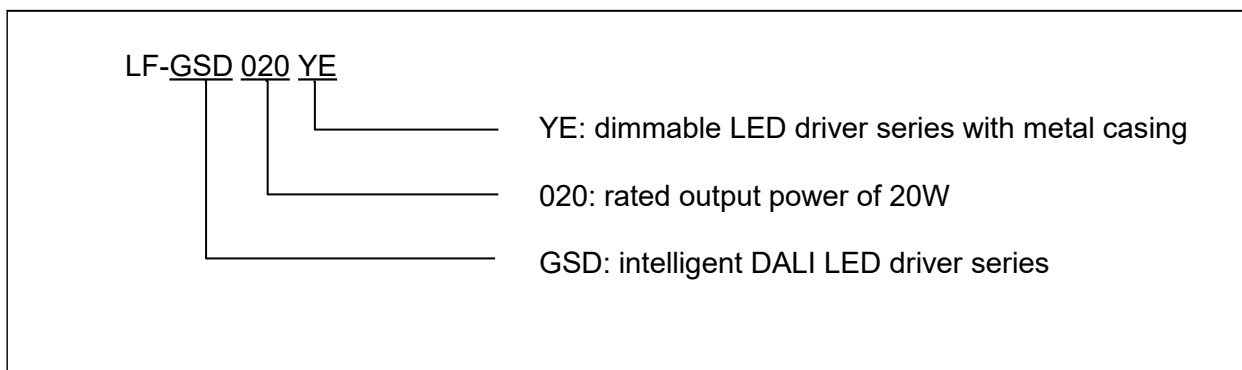 LF-GSD 020 YE
YE: dimmable LED driver series with metal casing
020: rated output power of 20W
GSD: intelligent DALI LED driver series